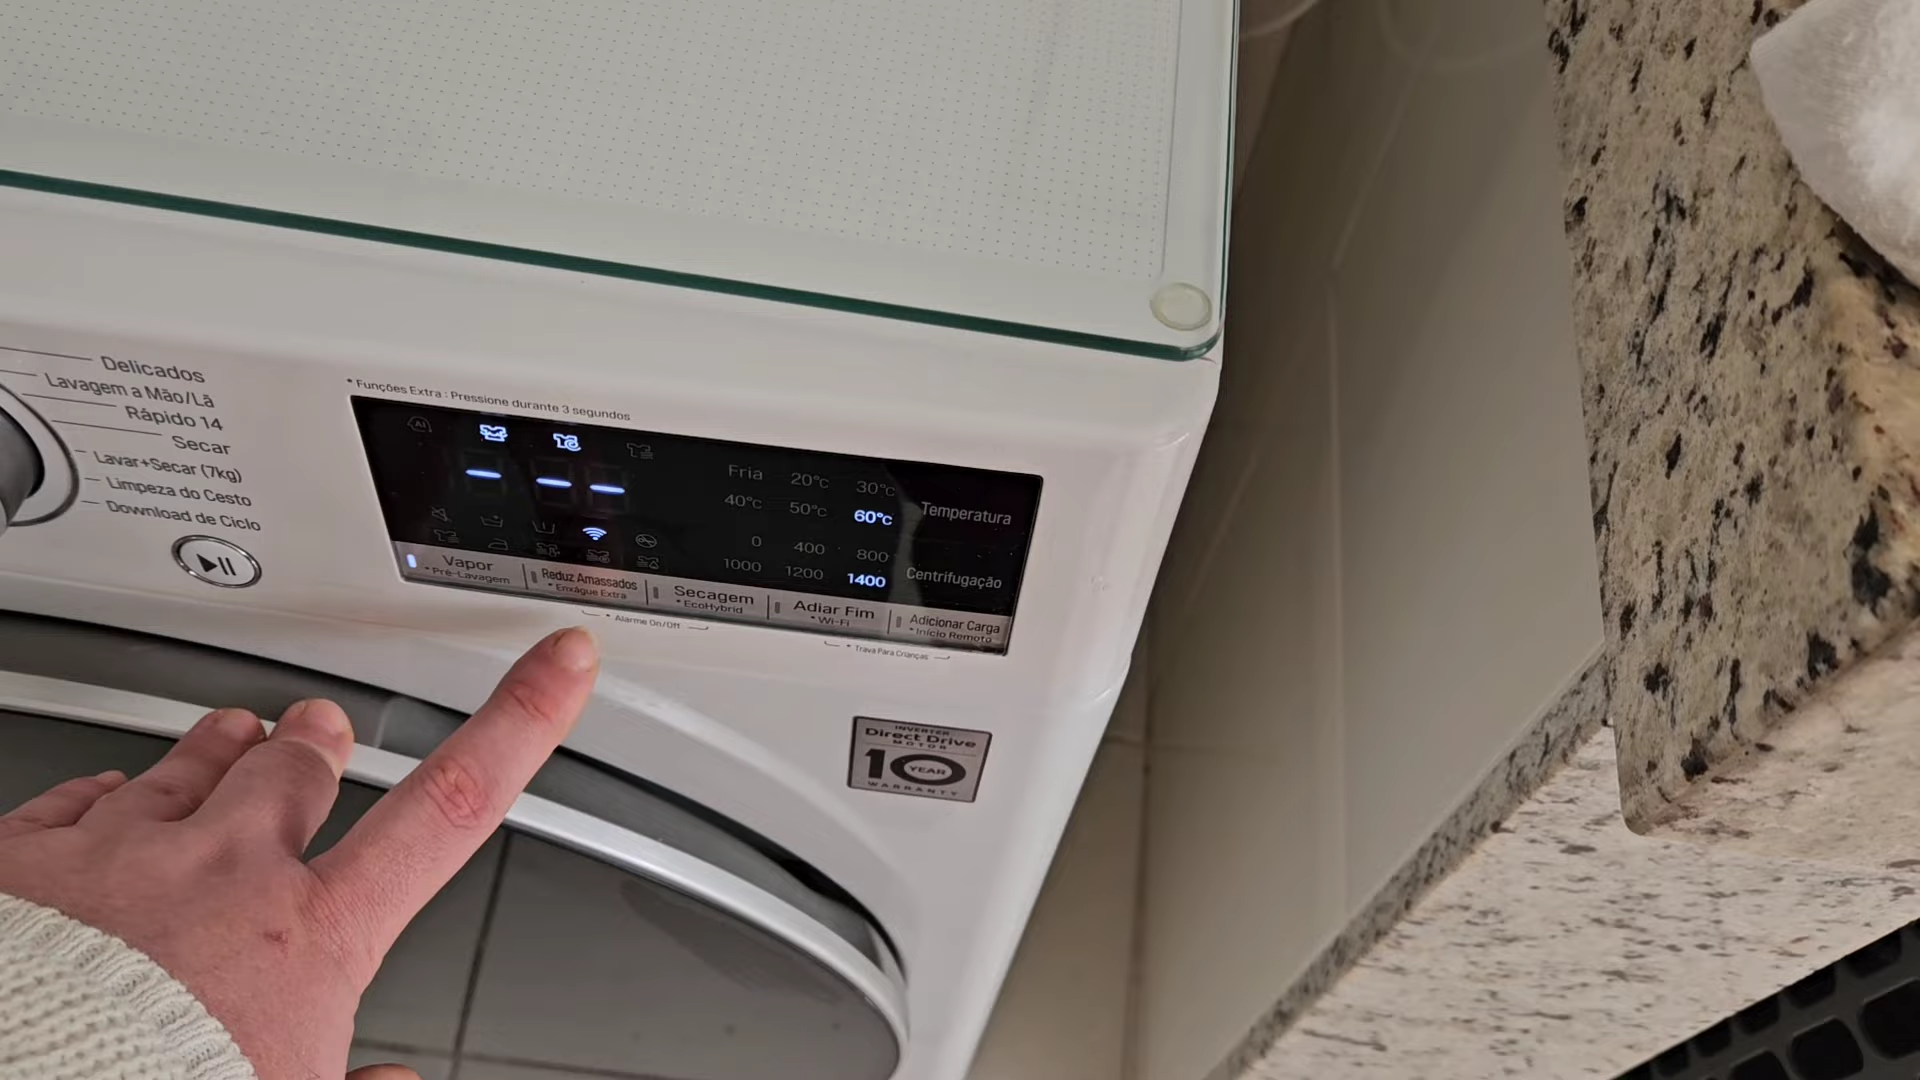 Delicados
Lavagem a Mão/Lã
Rápido 14
Secar
Lavar+Secar (7kg)
Limpeza do Cesto
Download de Ciclo
* Funções Extra : Pressione durante 3 segundos
AI
Fria 20°c 30°c
40°c 50°c 60°c
Temperatura
0 400 800
1000 1200 1400
Centrifugação
Vapor
* Pré-Lavagem
Reduz Amassados
* Enxágue Extra
Secagem
* EcoHybrid
Adiar Fim
* Wi-Fi
Adicionar Carga
* Início Remoto
* Alarme On/Off
* Trava Para Crianças
INVERTER
Direct Drive
MOTOR
10 YEAR
WARRANTY